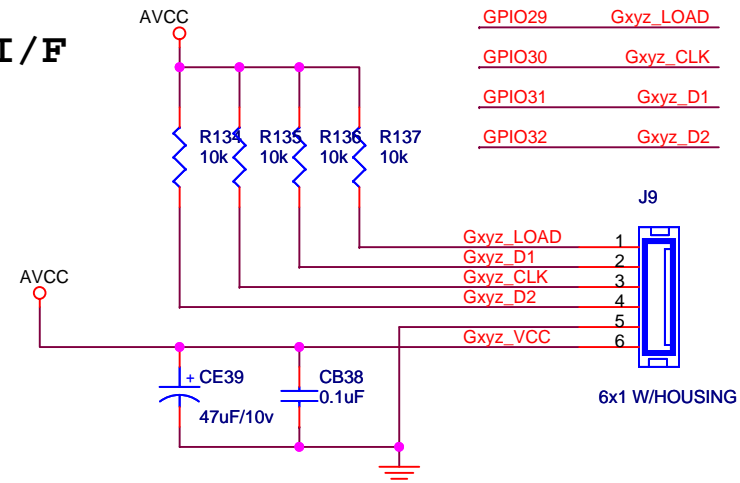 AVCC
I/F
GPIO29 Gxyz_LOAD
GPIO30 Gxyz_CLK
GPIO31 Gxyz_D1
GPIO32 Gxyz_D2
R134 R135 R136 R137
10k 10k 10k 10k
J9
Gxyz_LOAD 1
Gxyz_D1 2
Gxyz_CLK 3
Gxyz_D2 4
5
Gxyz_VCC 6
AVCC
+ CE39
47uF/10v
CB38
0.1uF
6x1 W/HOUSING